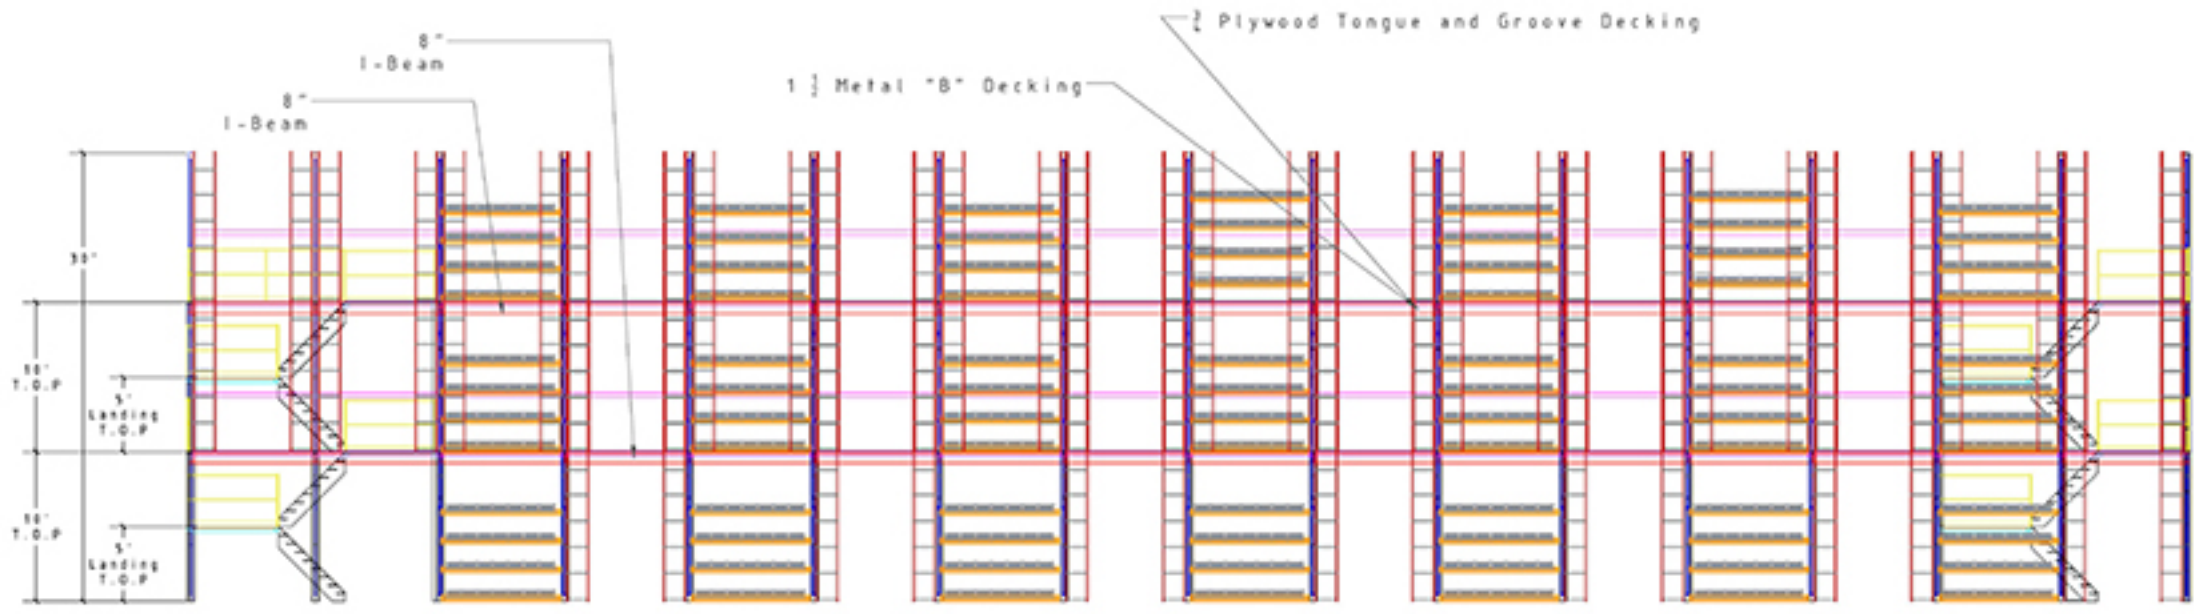 3/4 Plywood Tongue and Groove Decking
8"
I-Beam
1 1/2 Metal "B" Decking
8"
I-Beam
30'
10'
T.O.P
5'
Landing
T.O.P
10'
T.O.P
5'
Landing
T.O.P